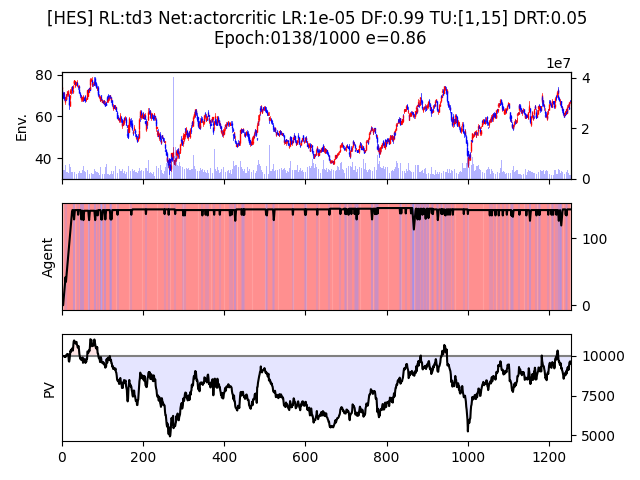 [HES] RL:td3 Net:actorcritic LR:1e-05 DF:0.99 TU:[1,15] DRT:0.05
Epoch:0138/1000 e=0.86
1e7
80
60
40
Env.
4
2
0
Agent
100
0
PV
10000
7500
5000
0 200 400 600 800 1000 1200